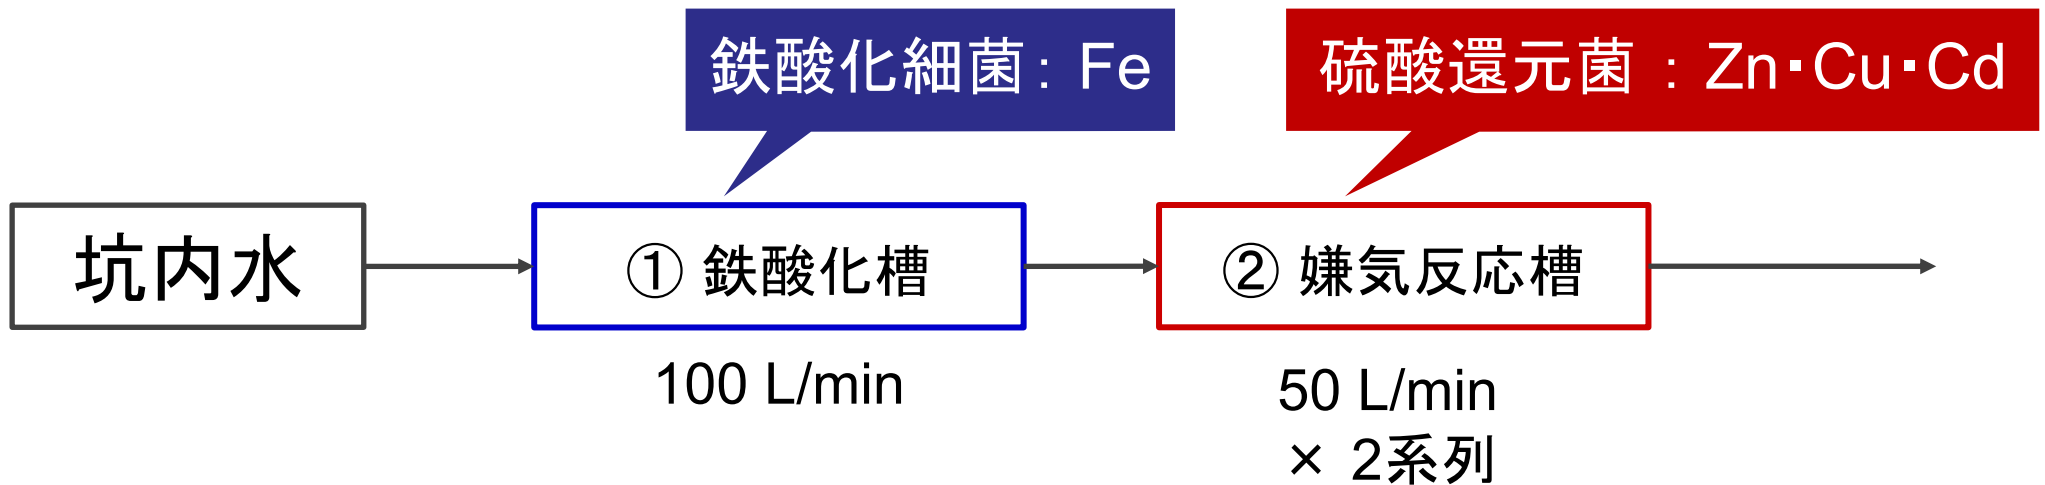 鉄酸化細菌：Fe
硫酸還元菌 ：Zn・Cu・Cd
坑内水
① 鉄酸化槽
② 嫌気反応槽
100 L/min
50 L/min
× 2系列